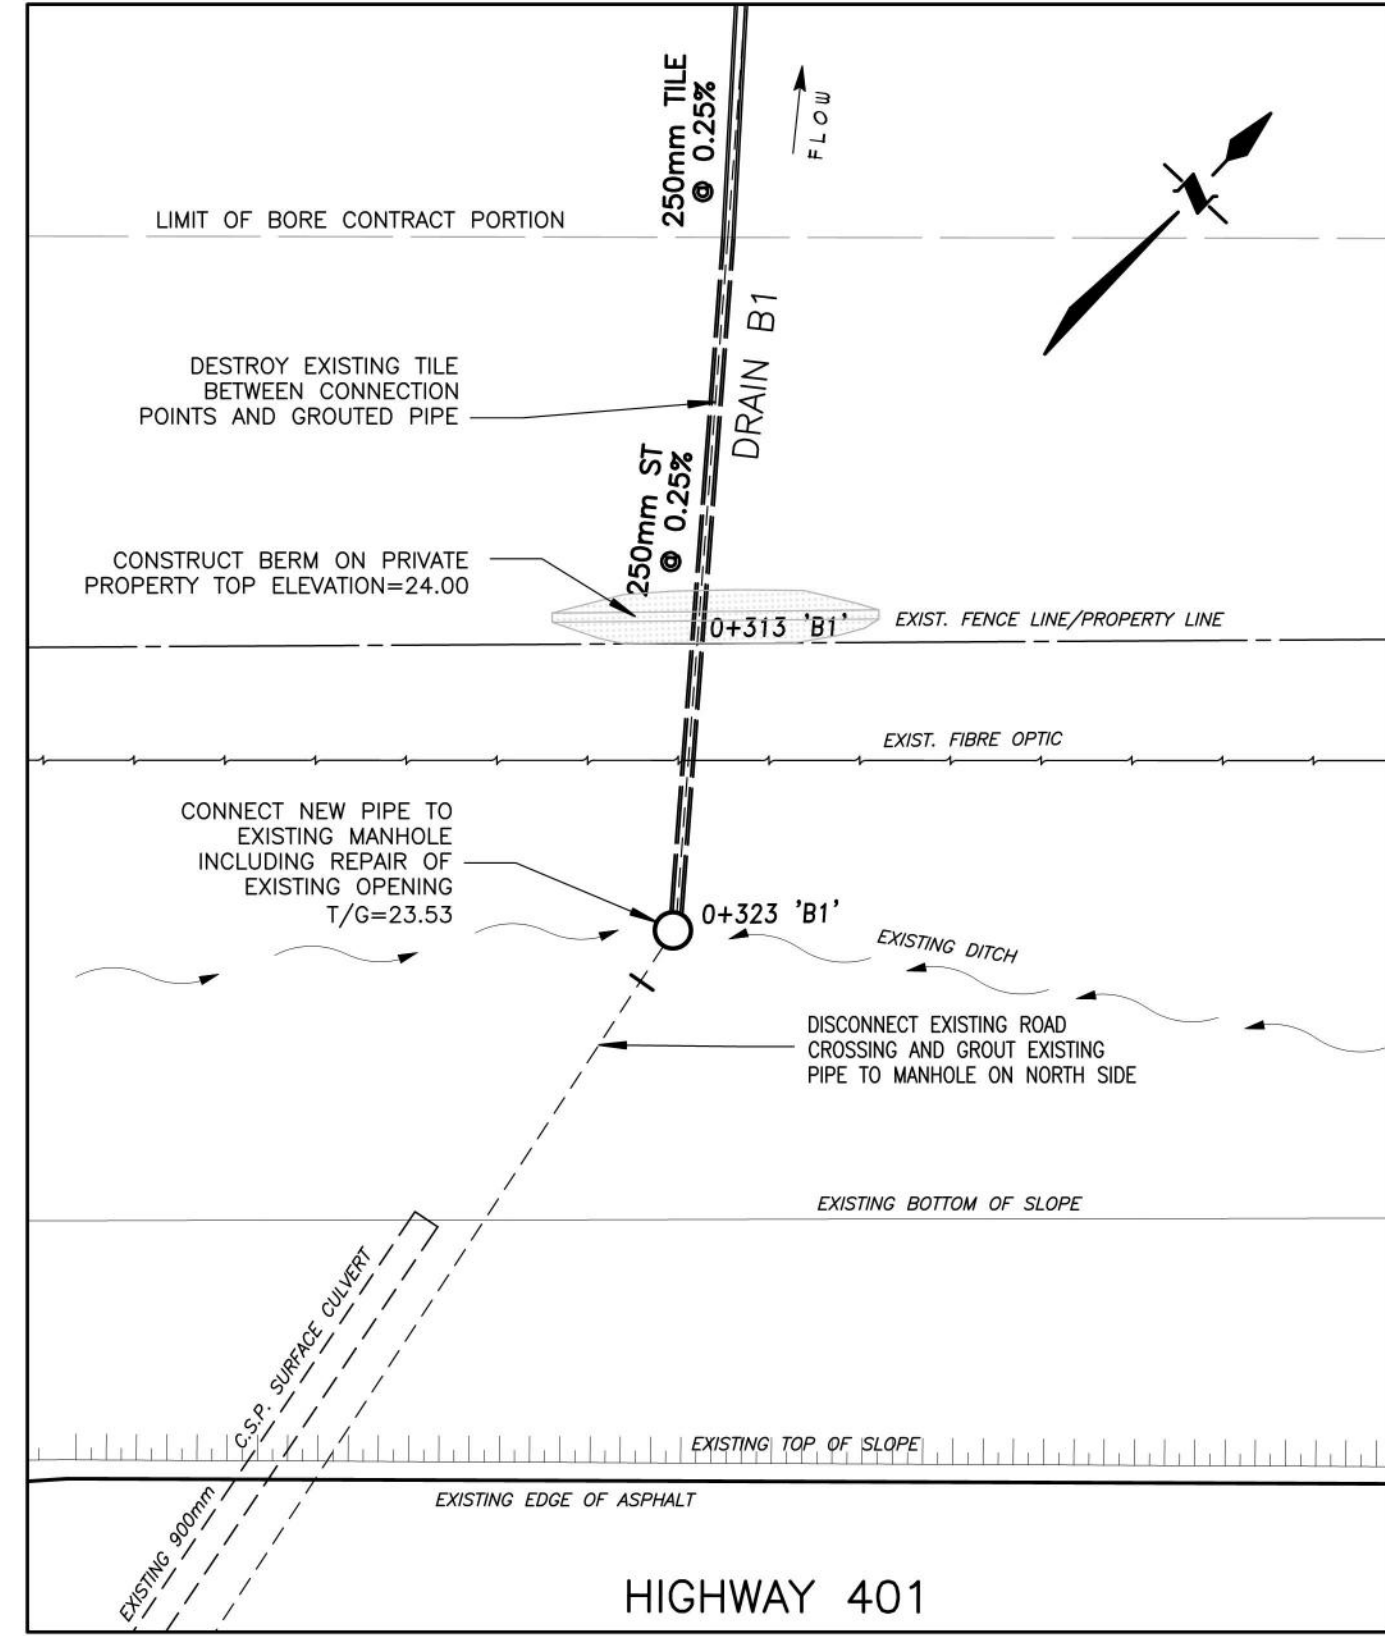 250mm TILE
@ 0.25%
FLOW
LIMIT OF BORE CONTRACT PORTION
N
DESTROY EXISTING TILE
BETWEEN CONNECTION
POINTS AND GROUTED PIPE
DRAIN B1
250mm ST
@ 0.25%
CONSTRUCT BERM ON PRIVATE
PROPERTY TOP ELEVATION=24.00
0+313 'B1'
EXIST. FENCE LINE/PROPERTY LINE
EXIST. FIBRE OPTIC
CONNECT NEW PIPE TO
EXISTING MANHOLE
INCLUDING REPAIR OF
EXISTING OPENING
T/G=23.53
0+323 'B1'
EXISTING DITCH
DISCONNECT EXISTING ROAD
CROSSING AND GROUT EXISTING
PIPE TO MANHOLE ON NORTH SIDE
EXISTING BOTTOM OF SLOPE
EXISTING 900mm C.S.P. SURFACE CULVERT
EXISTING TOP OF SLOPE
EXISTING EDGE OF ASPHALT
HIGHWAY 401